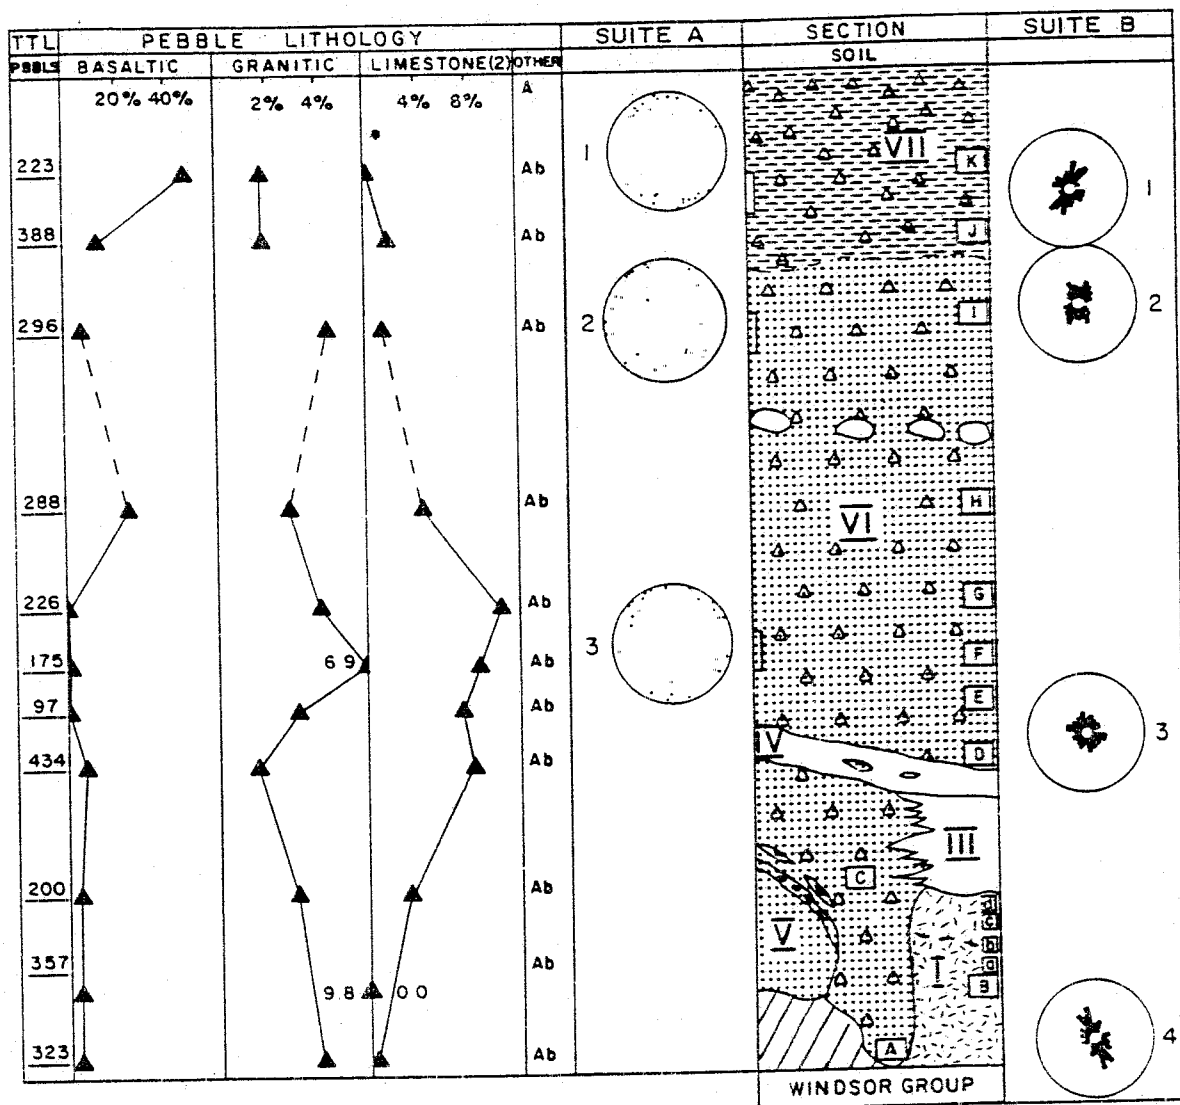 TTL PEBBLE LITHOLOGY SUITE A SECTION SUITE B
PBBLS BASALTIC GRANITIC LIMESTONE(2) OTHER SOIL
20% 40% 2% 4% 4% 8% A
1 VII K
223 Ab 1
388 Ab J
296 Ab 2 I 2
288 Ab H
VI
226 Ab G
175 6.9 Ab 3 F
97 Ab E
IV 3
434 Ab D
III
200 Ab C
d
c
V b
357 Ab I a
9.8 0.0 B
4
323 Ab A
WINDSOR GROUP